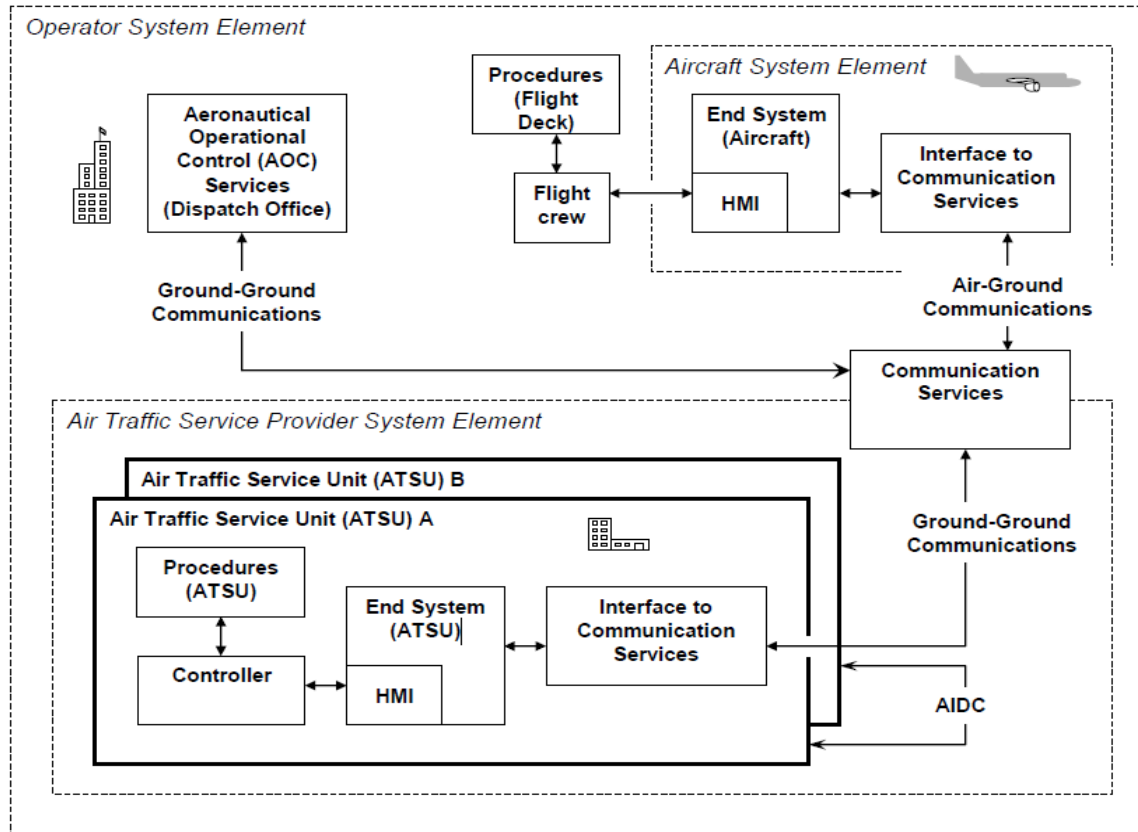 Operator System Element
Procedures
(Flight
Deck)
Aircraft System Element
Aeronautical
Operational
Control (AOC)
Services
(Dispatch Office)
End System
(Aircraft)
Interface to
Communication
Services
Flight
crew
HMI
Ground-Ground
Communications
Air-Ground
Communications
Communication
Services
Air Traffic Service Provider System Element
Air Traffic Service Unit (ATSU) B
Air Traffic Service Unit (ATSU) A
Ground-Ground
Communications
Procedures
(ATSU)
End System
(ATSU)
Interface to
Communication
Services
Controller
HMI
AIDC